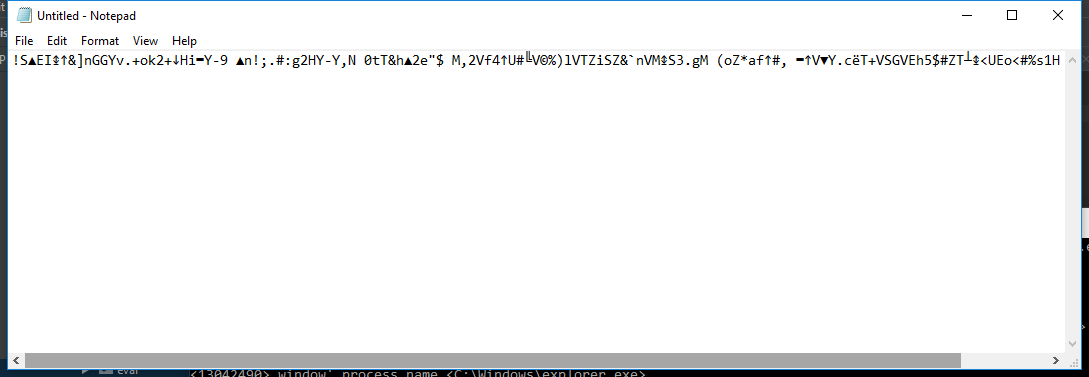 Untitled - Notepad
File Edit Format View Help
!S▲EI↨↑&]nGGYv.+ok2+↓Hi▬Y-9 ▲n!;.#:g2HY-Y,N 0tT&h▲2e"$ M,2Vf4↑U#╚V©%)lVTZiSZ&`nVM↨S3.gM (oZ*af↑#, ▬↑V▼Y.cëT+VSGVEh5$#ZT┴↨<UEo<#%s1H
eval
<13042490> window' process name <C:\Windows\explorer.exe>